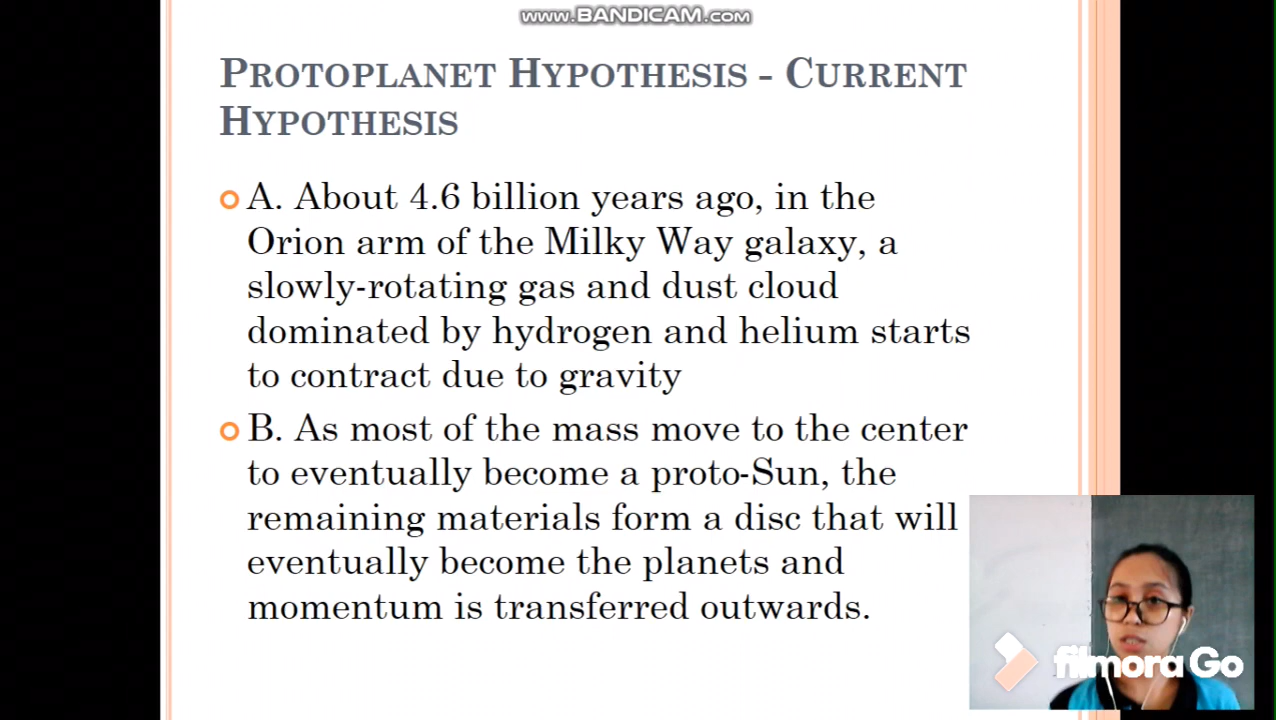 www.BANDICAM.com
PROTOPLANET HYPOTHESIS - CURRENT
HYPOTHESIS
A. About 4.6 billion years ago, in the
Orion arm of the Milky Way galaxy, a
slowly-rotating gas and dust cloud
dominated by hydrogen and helium starts
to contract due to gravity
B. As most of the mass move to the center
to eventually become a proto-Sun, the
remaining materials form a disc that will
eventually become the planets and
momentum is transferred outwards.
filmora Go